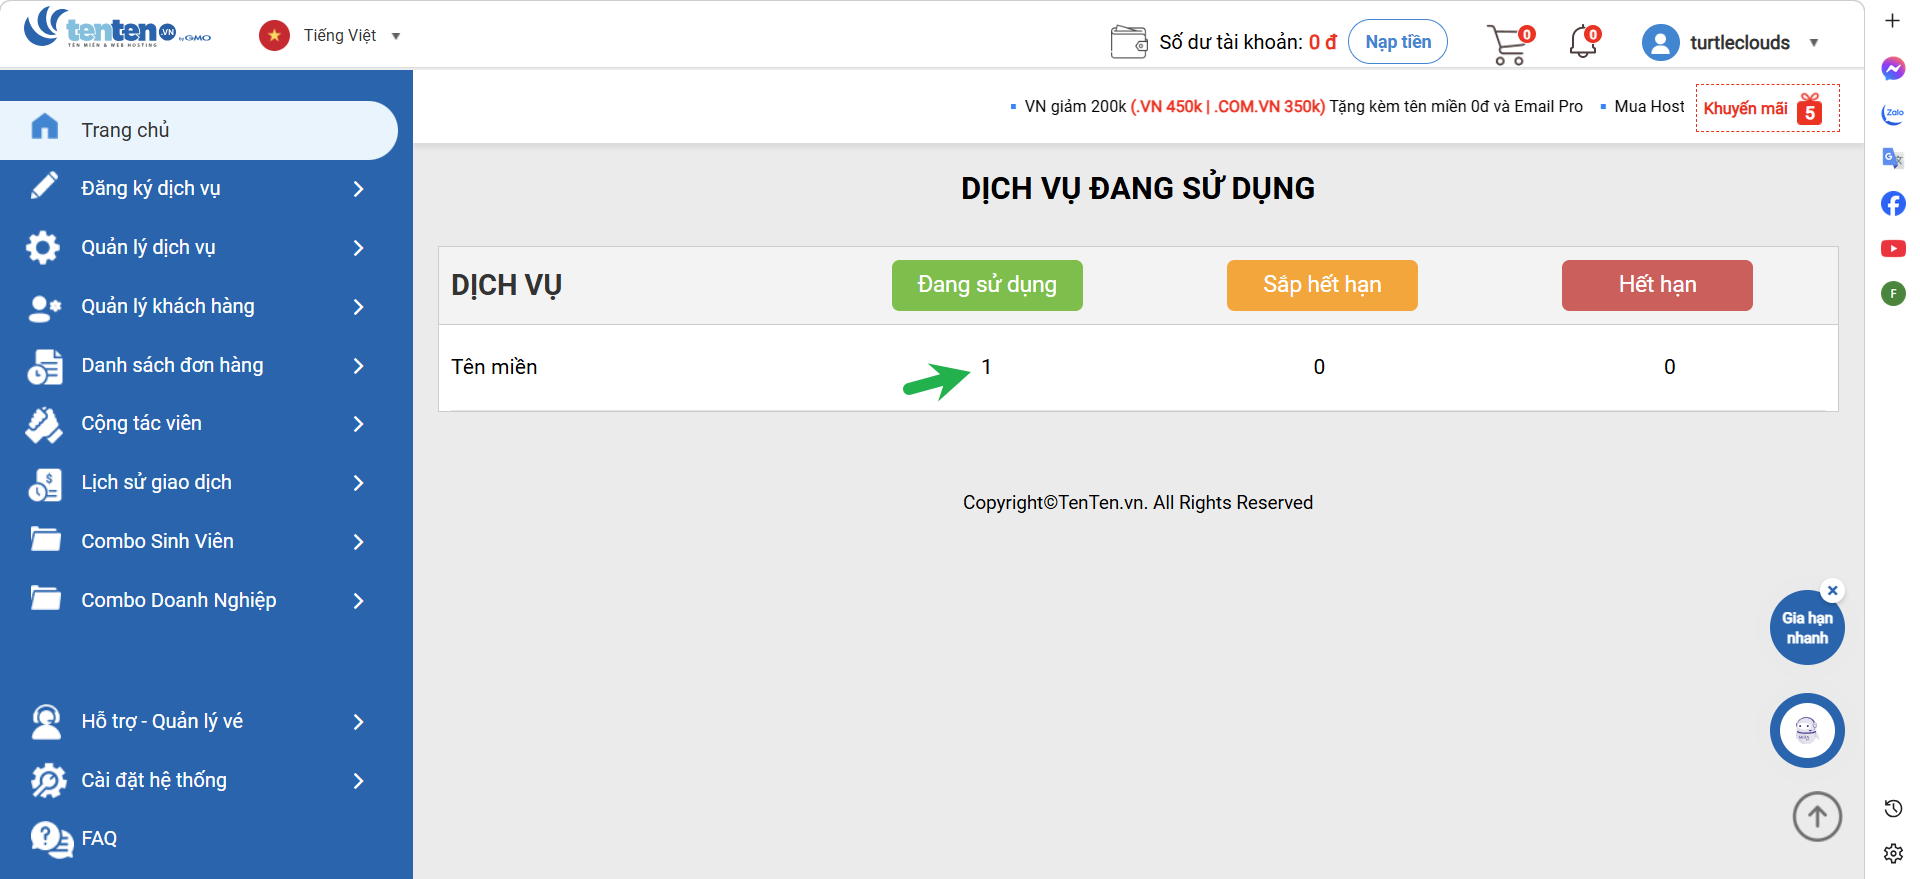 tenten.VN
by GMO
TÊN MIỀN & WEB HOSTING
Tiếng Việt
Số dư tài khoản: 0 đ
Nạp tiền
0
0
turtleclouds
VN giảm 200k (.VN 450k | .COM.VN 350k) Tặng kèm tên miền 0đ và Email Pro
Mua Host
Khuyến mãi
5
Trang chủ
Đăng ký dịch vụ
Quản lý dịch vụ
Quản lý khách hàng
Danh sách đơn hàng
Cộng tác viên
Lịch sử giao dịch
Combo Sinh Viên
Combo Doanh Nghiệp
Hỗ trợ - Quản lý vé
Cài đặt hệ thống
FAQ
DỊCH VỤ ĐANG SỬ DỤNG
DỊCH VỤ
Đang sử dụng
Sắp hết hạn
Hết hạn
Tên miền
1
0
0
Copyright©TenTen.vn. All Rights Reserved
Gia hạn
nhanh
Zalo
G
F